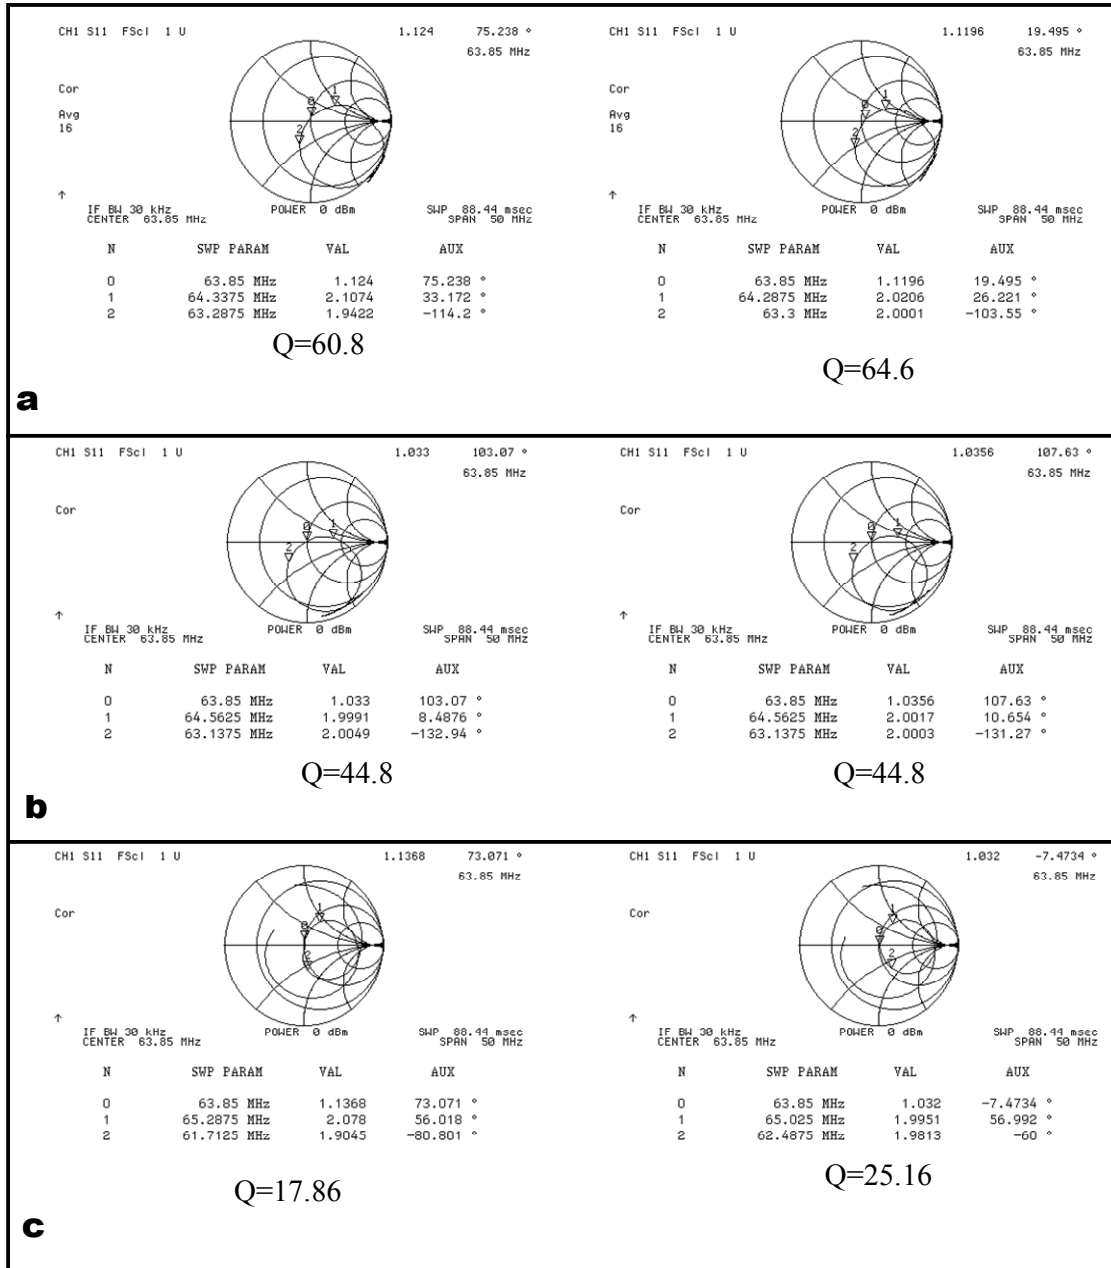 CH1 S11 FScl 1 U 1.124 75.238 °
63.85 MHz
Cor
Avg
16
1
0
2
↑
IF BW 30 kHz POWER 0 dBm SWP 88.44 msec
CENTER 63.85 MHz SPAN 50 MHz
N SWP PARAM VAL AUX
0 63.85 MHz 1.124 75.238 °
1 64.3375 MHz 2.1074 33.172 °
2 63.2875 MHz 1.9422 -114.2 °
Q=60.8
CH1 S11 FScl 1 U 1.1196 19.495 °
63.85 MHz
Cor
Avg
16
1
0
2
↑
IF BW 30 kHz POWER 0 dBm SWP 88.44 msec
CENTER 63.85 MHz SPAN 50 MHz
N SWP PARAM VAL AUX
0 63.85 MHz 1.1196 19.495 °
1 64.2875 MHz 2.0206 26.221 °
2 63.3 MHz 2.0001 -103.55 °
Q=64.6
a
CH1 S11 FScl 1 U 1.033 103.07 °
63.85 MHz
Cor
0
1
2
↑
IF BW 30 kHz POWER 0 dBm SWP 88.44 msec
CENTER 63.85 MHz SPAN 50 MHz
N SWP PARAM VAL AUX
0 63.85 MHz 1.033 103.07 °
1 64.5625 MHz 1.9991 8.4876 °
2 63.1375 MHz 2.0049 -132.94 °
Q=44.8
CH1 S11 FScl 1 U 1.0356 107.63 °
63.85 MHz
Cor
0
1
2
↑
IF BW 30 kHz POWER 0 dBm SWP 88.44 msec
CENTER 63.85 MHz SPAN 50 MHz
N SWP PARAM VAL AUX
0 63.85 MHz 1.0356 107.63 °
1 64.5625 MHz 2.0017 10.654 °
2 63.1375 MHz 2.0003 -131.27 °
Q=44.8
b
CH1 S11 FScl 1 U 1.1368 73.071 °
63.85 MHz
Cor
1
0
2
↑
IF BW 30 kHz POWER 0 dBm SWP 88.44 msec
CENTER 63.85 MHz SPAN 50 MHz
N SWP PARAM VAL AUX
0 63.85 MHz 1.1368 73.071 °
1 65.2875 MHz 2.078 56.018 °
2 61.7125 MHz 1.9045 -80.801 °
Q=17.86
CH1 S11 FScl 1 U 1.032 -7.4734 °
63.85 MHz
Cor
1
0
2
↑
IF BW 30 kHz POWER 0 dBm SWP 88.44 msec
CENTER 63.85 MHz SPAN 50 MHz
N SWP PARAM VAL AUX
0 63.85 MHz 1.032 -7.4734 °
1 65.025 MHz 1.9951 56.992 °
2 62.4875 MHz 1.9813 -60 °
Q=25.16
c